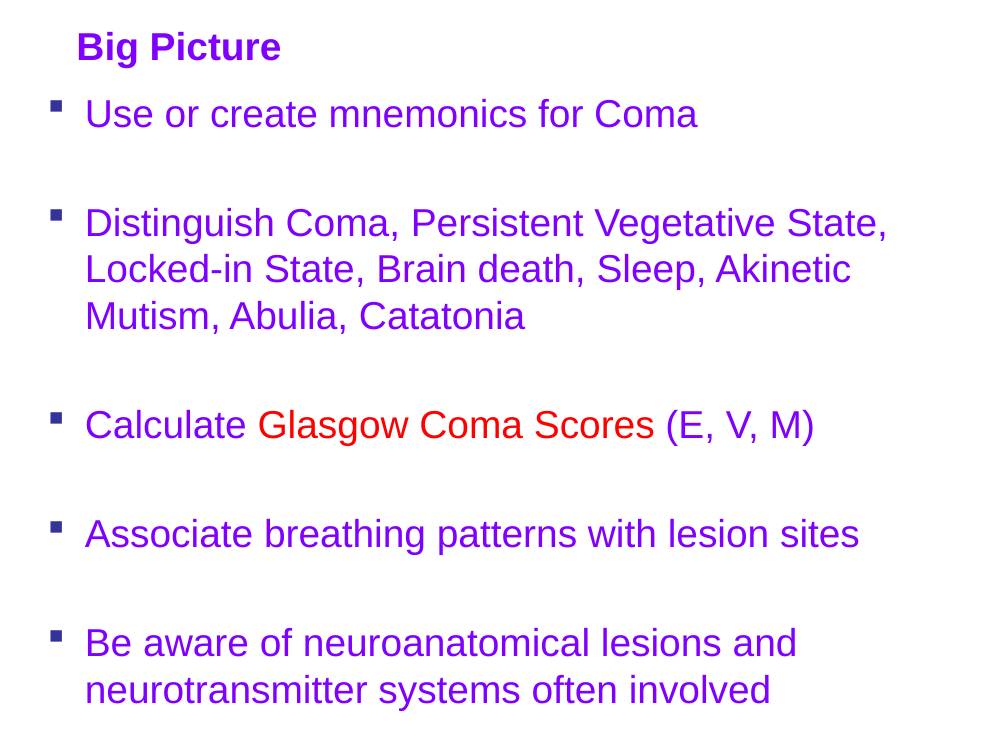 Big Picture
▪ Use or create mnemonics for Coma
▪ Distinguish Coma, Persistent Vegetative State,
Locked-in State, Brain death, Sleep, Akinetic
Mutism, Abulia, Catatonia
▪ Calculate Glasgow Coma Scores (E, V, M)
▪ Associate breathing patterns with lesion sites
▪ Be aware of neuroanatomical lesions and
neurotransmitter systems often involved